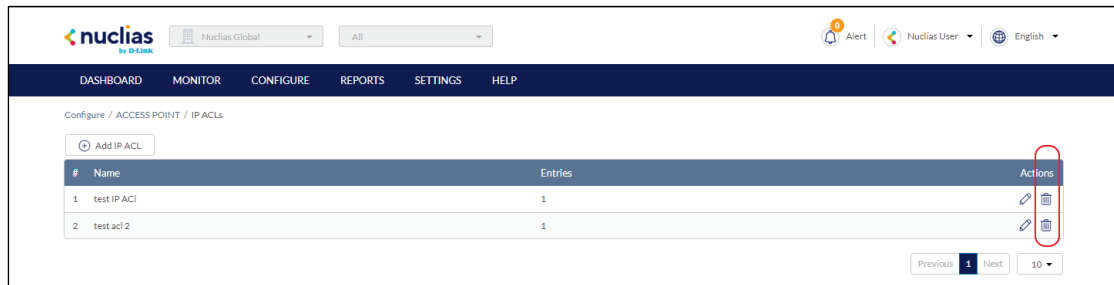 nuclias Nuclias Global All 0 Alert Nuclias User English
by D-Link
DASHBOARD MONITOR CONFIGURE REPORTS SETTINGS HELP
Configure / ACCESS POINT / IP ACLs
Add IP ACL
# Name Entries Actions
1 test IP ACl 1
2 test acl 2 1
Previous 1 Next 10